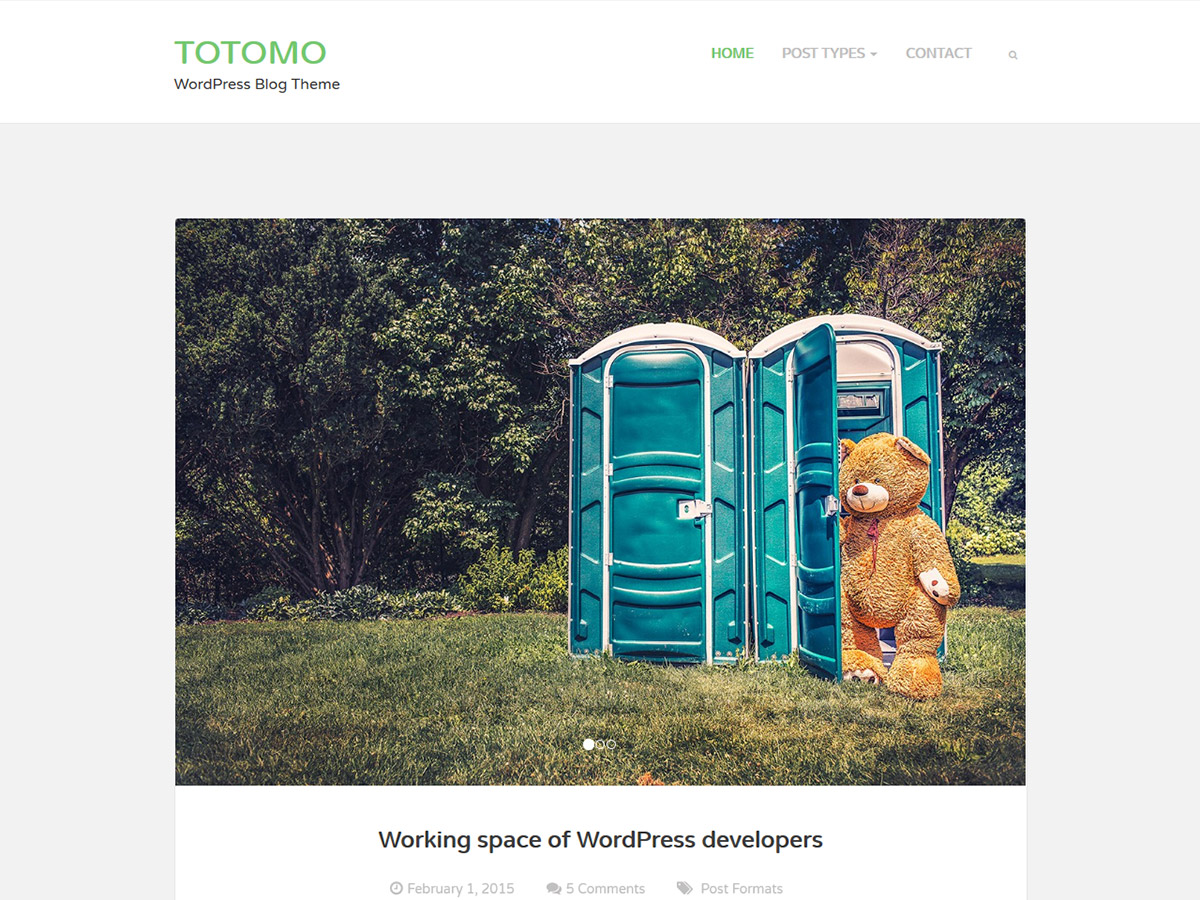 TOTOMO
WordPress Blog Theme
HOME POST TYPES CONTACT
Working space of WordPress developers
February 1, 2015 5 Comments Post Formats